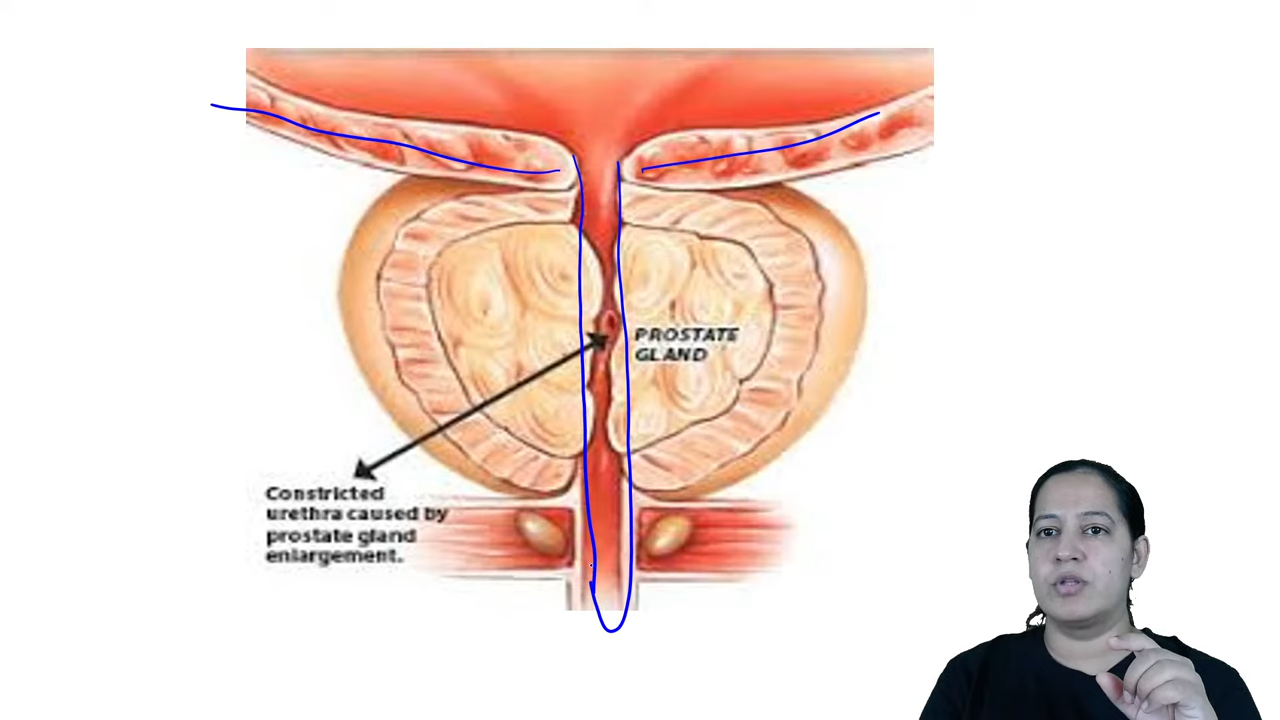 PROSTATE
GLAND
Constricted
urethra caused by
prostate gland
enlargement.